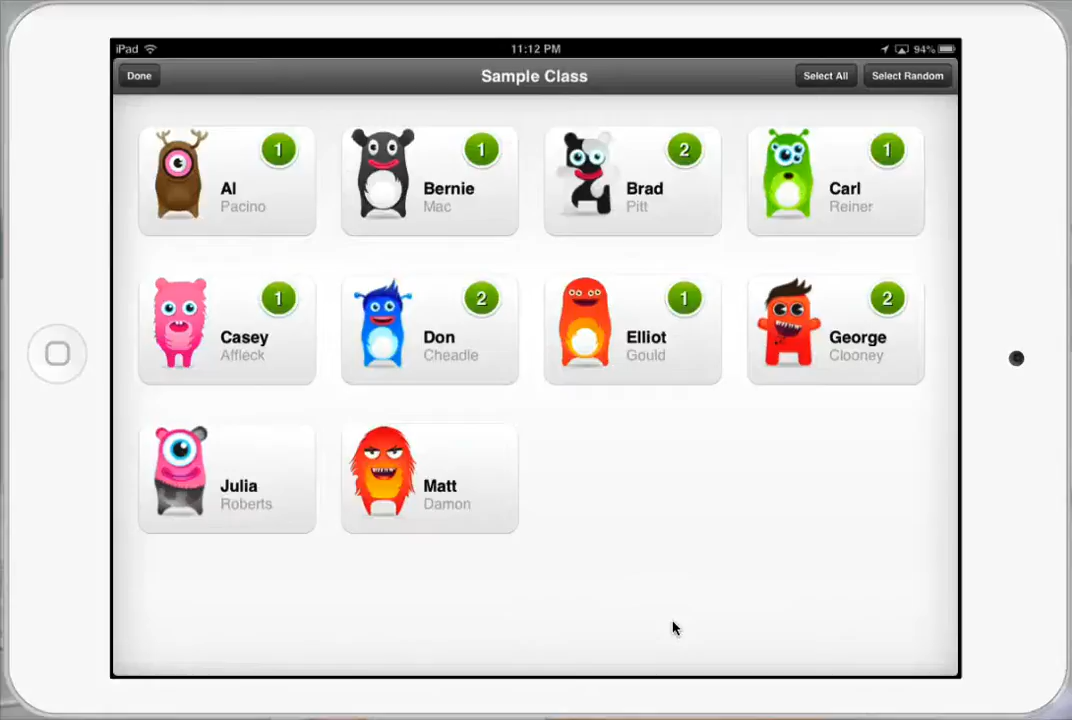 iPad 11:12 PM 94%
Done Sample Class Select All Select Random
1 1 2 1
Al Bernie Brad Carl
Pacino Mac Pitt Reiner
1 2 1 2
Casey Don Elliot George
Affleck Cheadle Gould Clooney
Julia Matt
Roberts Damon